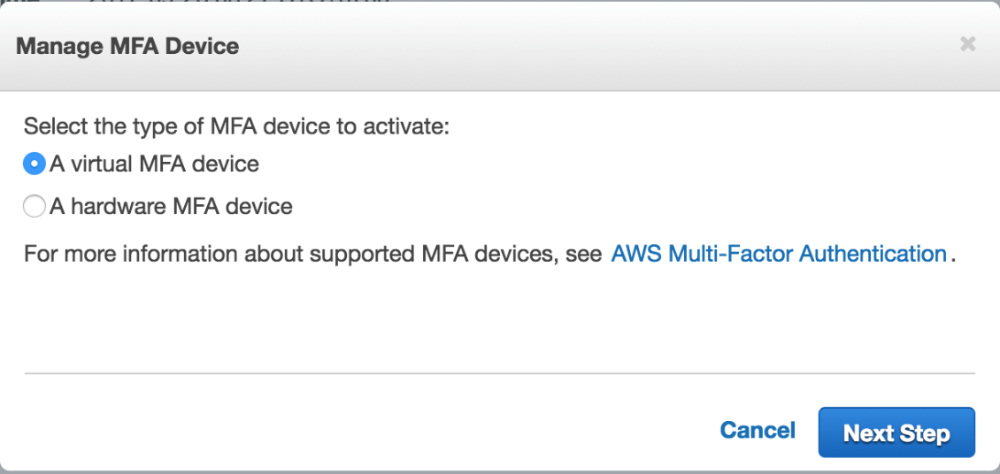 Manage MFA Device
Select the type of MFA device to activate:
A virtual MFA device
A hardware MFA device
For more information about supported MFA devices, see AWS Multi-Factor Authentication.
Cancel
Next Step